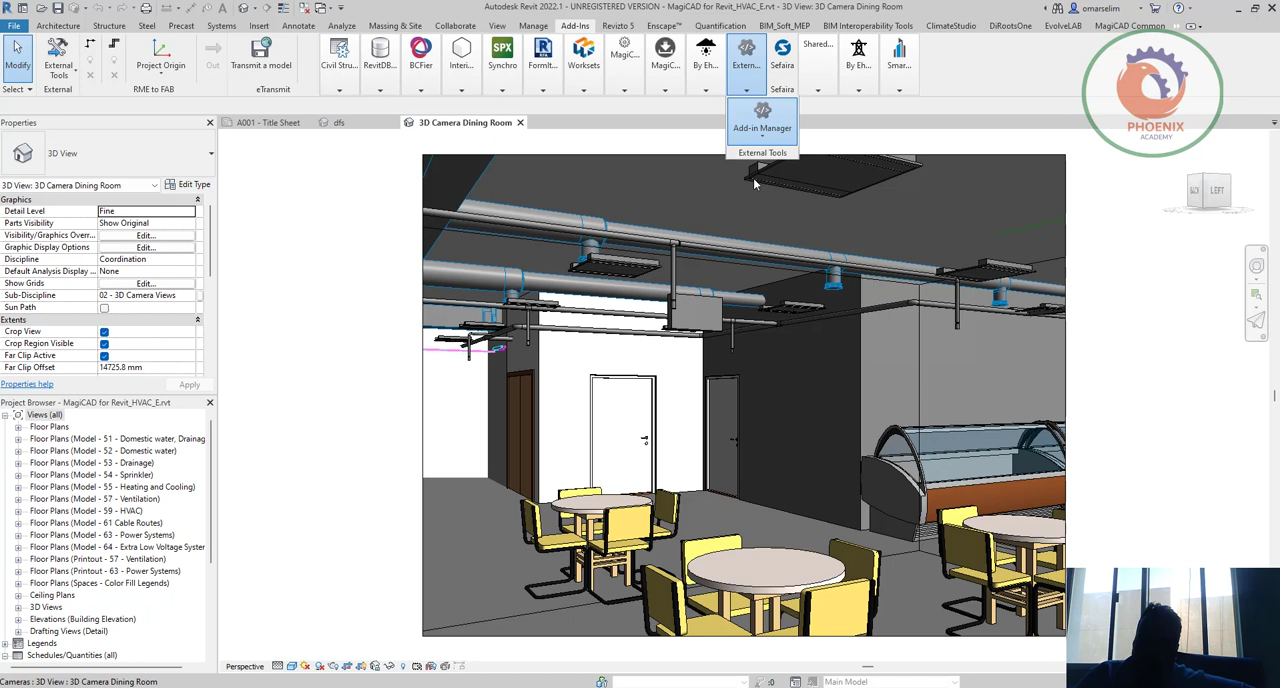 Autodesk Revit 2022.1 - UNREGISTERED VERSION - MagiCAD for Revit_HVAC_E.rvt - 3D View: 3D Camera Dining Room
omarselim
File Architecture Structure Steel Precast Systems Insert Annotate Analyze Massing & Site Collaborate View Manage Add-Ins Revizto 5 Enscape™ Quantification BIM_Soft_MEP BIM Interoperability Tools ClimateStudio DiRootsOne EvolveLAB MagiCAD Common
Modify
External Tools
Project Origin
Out
Transmit a model
Civil Stru...
RevitDB...
BCFier
Interi...
Synchro
FormIt...
Worksets
MagiC...
MagiC...
By Eh...
Extern...
Sefaira
Shared...
By Eh...
Smar...
Select
External
RME to FAB
eTransmit
Sefaira
Add-in Manager
External Tools
PHOENIX
ACADEMY
Properties
A001 - Title Sheet
dfs
3D Camera Dining Room
3D View
3D View: 3D Camera Dining Room
Edit Type
Graphics
Detail Level Fine
Parts Visibility Show Original
Visibility/Graphics Overr... Edit...
Graphic Display Options Edit...
Discipline Coordination
Default Analysis Display ... None
Show Grids Edit...
Sub-Discipline 02 - 3D Camera Views
Sun Path
Extents
Crop View
Crop Region Visible
Far Clip Active
Far Clip Offset 14725.8 mm
Properties help
Apply
BACK LEFT
Project Browser - MagiCAD for Revit_HVAC_E.rvt
Views (all)
Floor Plans
Floor Plans (Model - 51 - Domestic water, Drainag
Floor Plans (Model - 52 - Domestic water)
Floor Plans (Model - 53 - Drainage)
Floor Plans (Model - 54 - Sprinkler)
Floor Plans (Model - 55 - Heating and Cooling)
Floor Plans (Model - 57 - Ventilation)
Floor Plans (Model - 59 - HVAC)
Floor Plans (Model - 61 Cable Routes)
Floor Plans (Model - 63 - Power Systems)
Floor Plans (Model - 64 - Extra Low Voltage Syster
Floor Plans (Printout - 57 - Ventilation)
Floor Plans (Printout - 63 - Power Systems)
Floor Plans (Spaces - Color Fill Legends)
Ceiling Plans
3D Views
Elevations (Building Elevation)
Drafting Views (Detail)
Legends
Schedules/Quantities (all)
Perspective
Cameras : 3D View : 3D Camera Dining Room
:0
Main Model